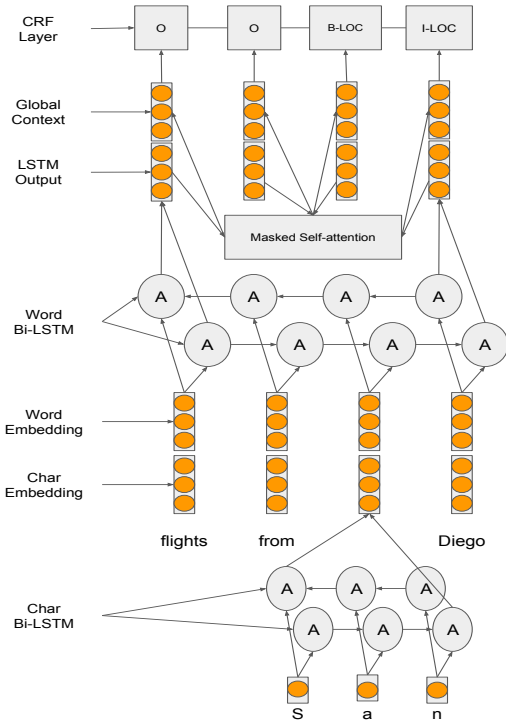 CRF
Layer
O
O
B-LOC
I-LOC
Global
Context
LSTM
Output
Masked Self-attention
A
A
A
A
Word
Bi-LSTM
A
A
A
A
Word
Embedding
Char
Embedding
flights
from
Diego
A
A
A
Char
Bi-LSTM
A
A
A
S
a
n